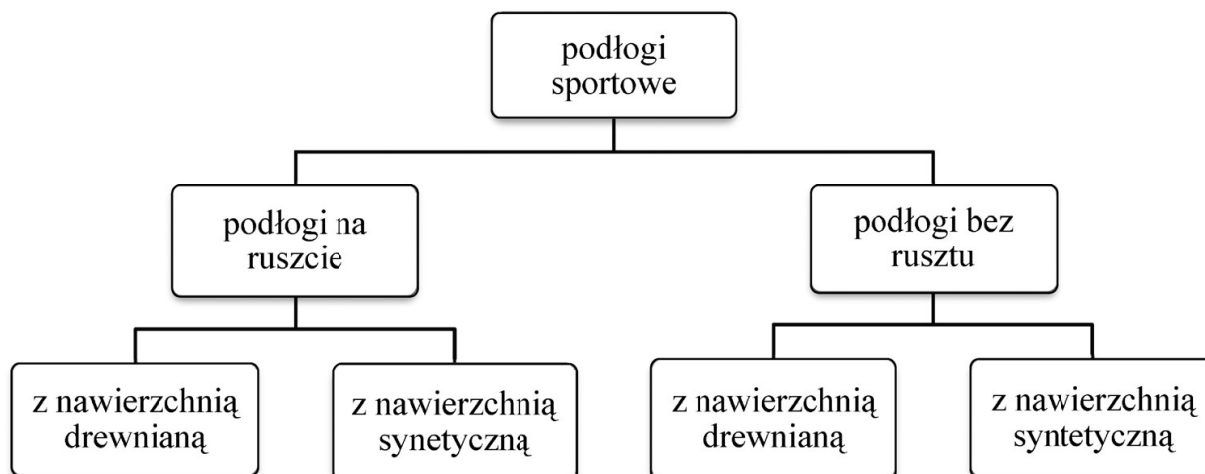 podłogi
sportowe
podłogi na
ruszcie
podłogi bez
rusztu
z nawierzchnią
drewnianą
z nawierzchnią
synetyczną
z nawierzchnią
drewnianą
z nawierzchnią
syntetyczną